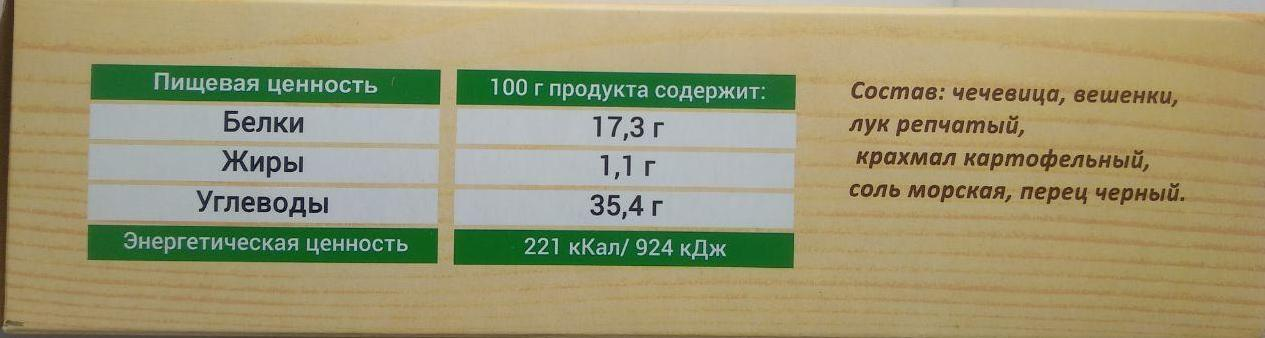 Пищевая ценность
100 г продукта содержит:
Белки
17,3 г
Жиры
1,1 г
Углеводы
35,4 г
Энергетическая ценность
221 кКал/ 924 кДж
Состав: чечевица, вешенки,
лук репчатый,
крахмал картофельный,
соль морская, перец черный.